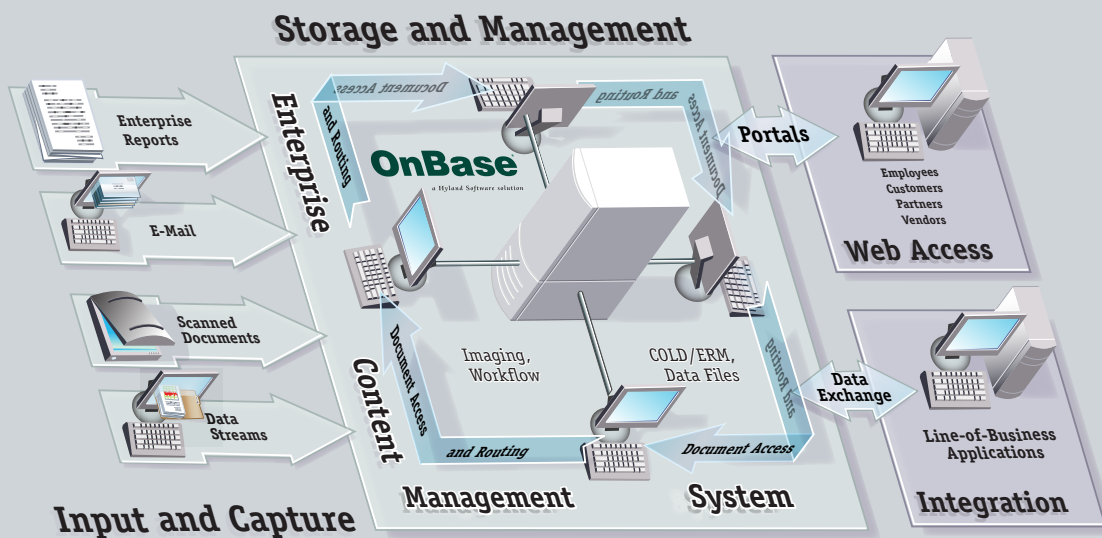 Storage and Management
Enterprise
Reports
E-Mail
Scanned
Documents
Data
Streams
Input and Capture
Enterprise
Content
Management
System
OnBase
a Hyland Software solution
and Routing
Document Access
and Routing
Document Access
and Routing
Document Access
and Routing
Document Access
Imaging,
Workflow
COLD/ERM,
Data Files
Portals
Employees
Customers
Partners
Vendors
Web Access
Data
Exchange
Line-of-Business
Applications
Integration